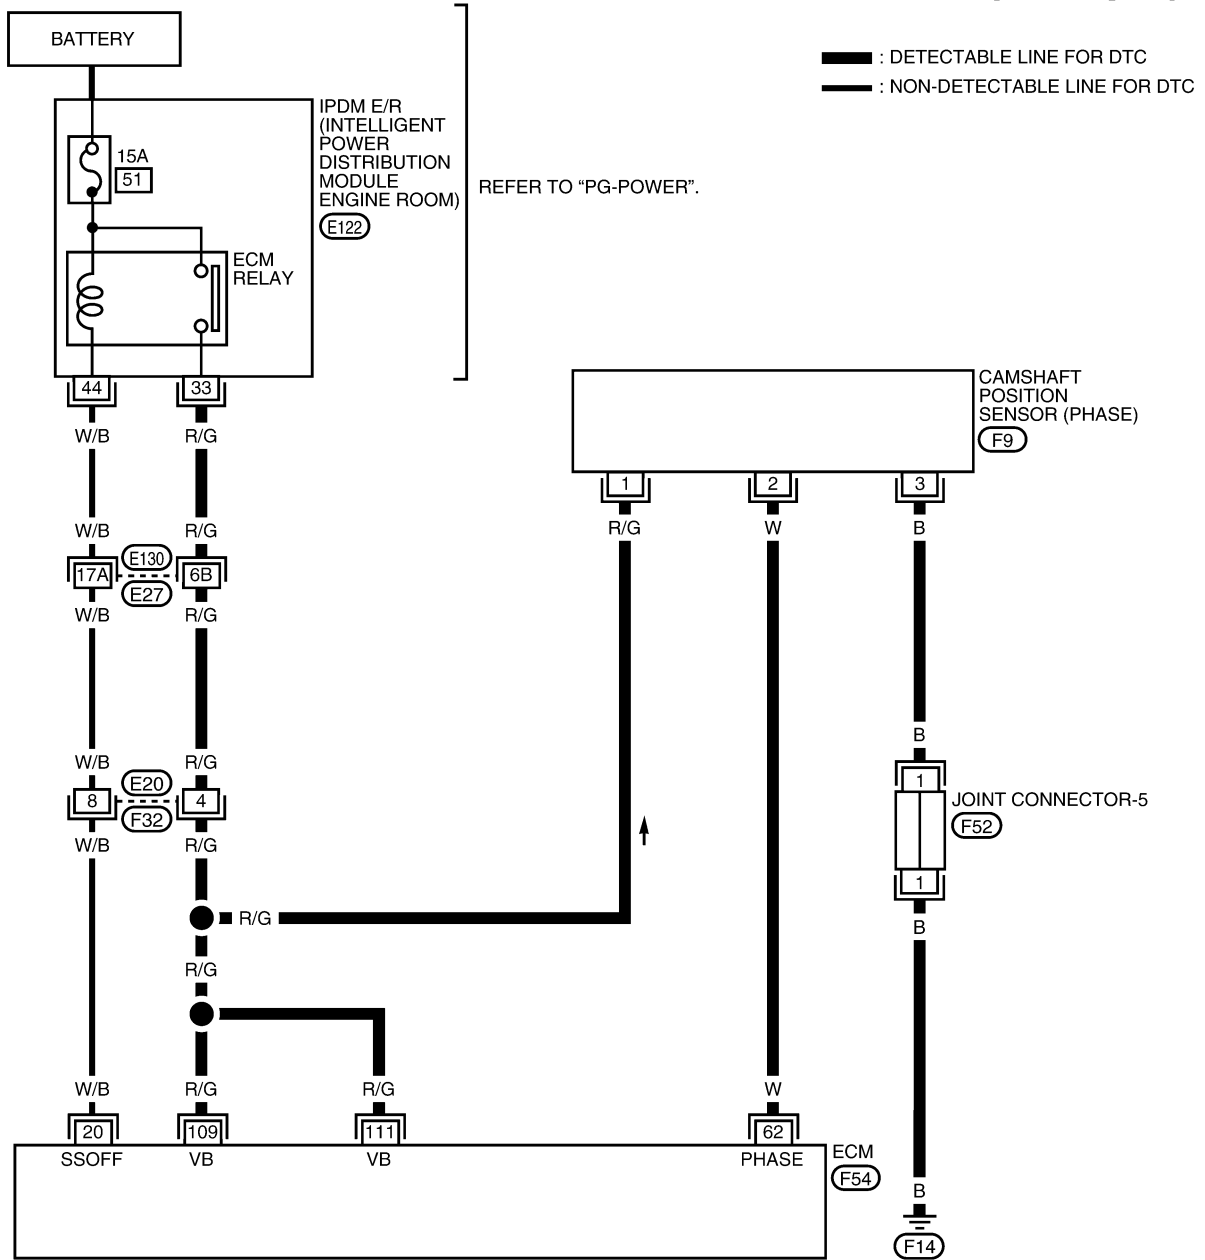 BATTERY
: DETECTABLE LINE FOR DTC
: NON-DETECTABLE LINE FOR DTC
IPDM E/R
(INTELLIGENT
POWER
DISTRIBUTION
MODULE
ENGINE ROOM)
E122
15A
51
REFER TO “PG-POWER”.
ECM
RELAY
44
33
W/B
R/G
CAMSHAFT
POSITION
SENSOR (PHASE)
F9
1
2
3
R/G
W
B
W/B
R/G
E130
17A
6B
E27
W/B
R/G
B
W/B
R/G
E20
8
4
F32
1
JOINT CONNECTOR-5
F52
W/B
R/G
1
R/G
B
R/G
W/B
R/G
R/G
W
20
109
111
62
SSOFF
VB
VB
PHASE
ECM
F54
B
F14